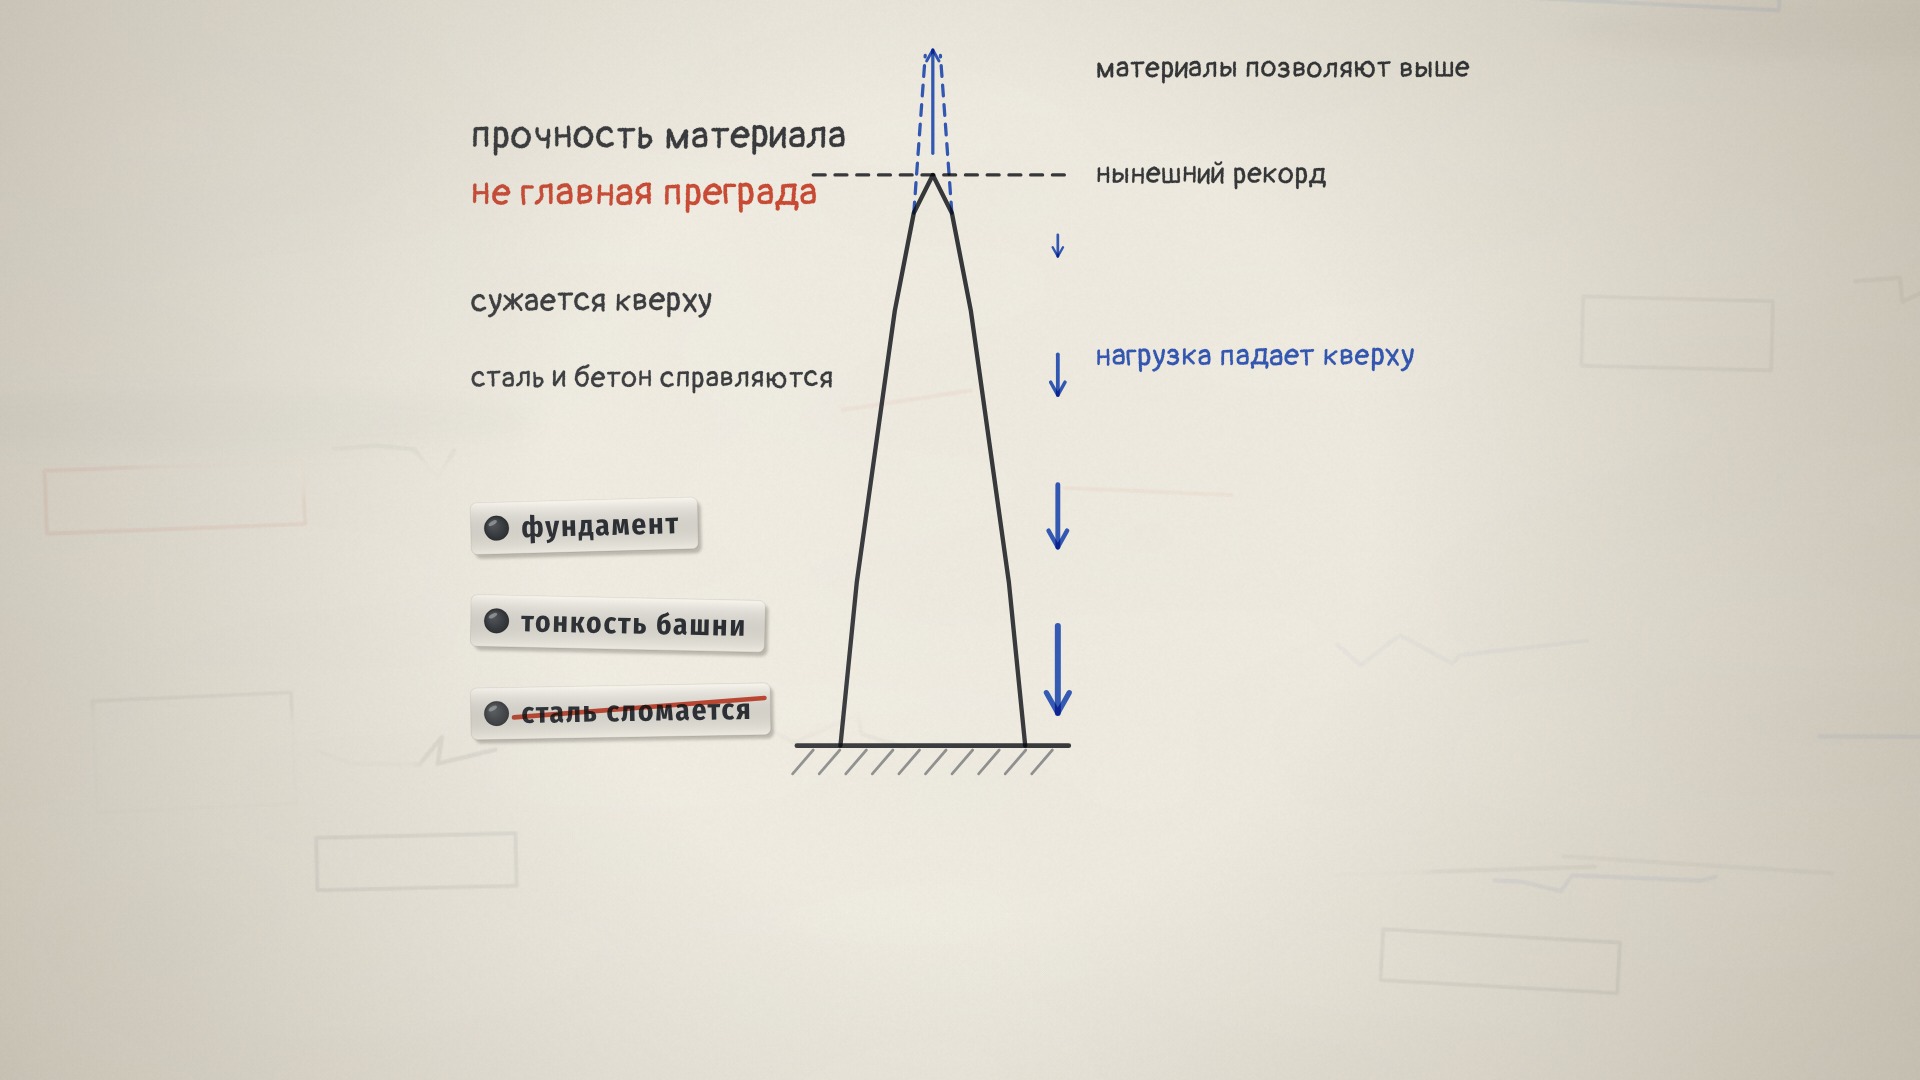 прочность материала
не главная преграда
сужается кверху
сталь и бетон справляются
фундамент
тонкость башни
сталь сломается
материалы позволяют выше
нынешний рекорд
нагрузка падает кверху